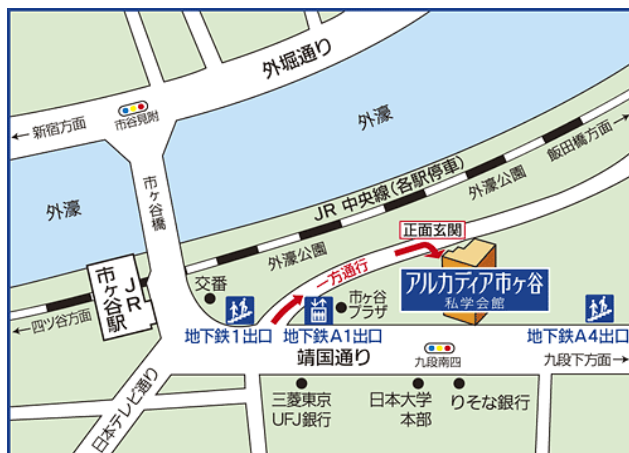 外堀通り
←新宿方面
市谷見附
外濠
飯田橋方面→
市ヶ谷橋
JR 中央線(各駅停車)
外濠公園
外濠
正面玄関
外濠公園
一方通行
アルカディア市ヶ谷
私学会館
JR
市ヶ谷駅
交番
市ヶ谷
プラザ
←四ツ谷方面
地下鉄1出口
地下鉄A1出口
地下鉄A4出口
靖国通り
九段南四
九段下方面→
日本テレビ通り
三菱東京
UFJ銀行
日本大学
本部
りそな銀行